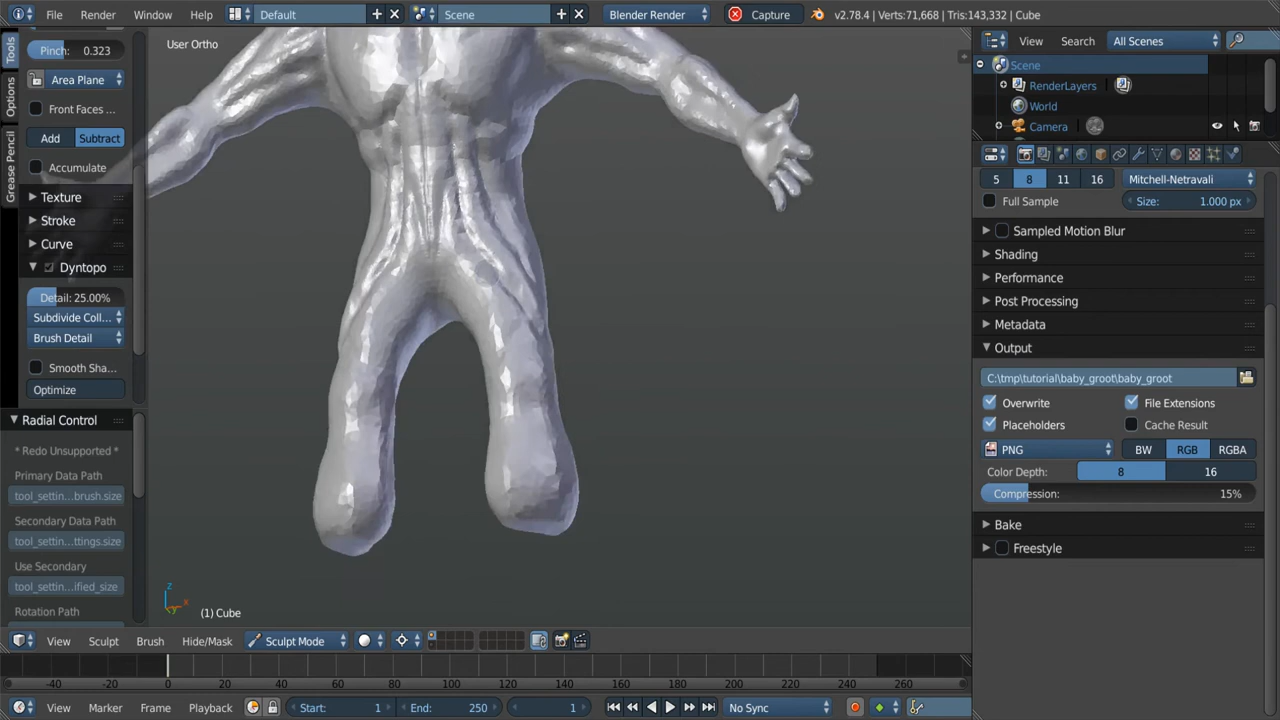 File Render Window Help Default Scene Blender Render Capture v2.78.4 | Verts:71,668 | Tris:143,332 | Cube
Tools
Options
Grease Pencil
Pinch: 0.323
Area Plane
Front Faces ...
Add Subtract
Accumulate
Texture
Stroke
Curve
Dyntopo
Detail: 25.00%
Subdivide Coll...
Brush Detail
Smooth Sha...
Optimize
Radial Control
* Redo Unsupported *
Primary Data Path
tool_settin...brush.size
Secondary Data Path
tool_settin...ttings.size
Use Secondary
tool_settin...ified_size
Rotation Path
User Ortho
z
x
y
(1) Cube
View Sculpt Brush Hide/Mask Sculpt Mode
-40 -20 0 20 40 60 80 100 120 140 160 180 200 220 240 260
View Marker Frame Playback Start: 1 End: 250 1 No Sync
View Search All Scenes
Scene
RenderLayers
World
Camera
5 8 11 16 Mitchell-Netravali
Full Sample Size: 1.000 px
Sampled Motion Blur
Shading
Performance
Post Processing
Metadata
Output
C:\tmp\tutorial\baby_groot\baby_groot
Overwrite File Extensions
Placeholders Cache Result
PNG BW RGB RGBA
Color Depth: 8 16
Compression: 15%
Bake
Freestyle